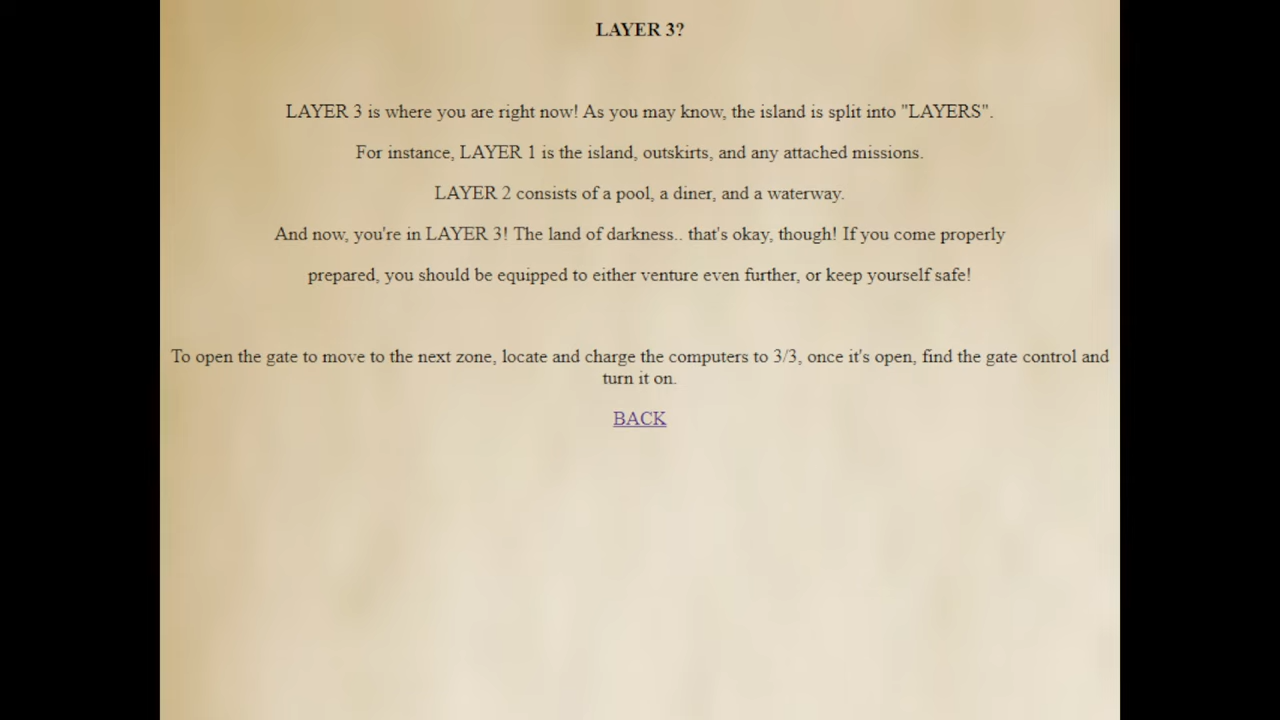 LAYER 3?
LAYER 3 is where you are right now! As you may know, the island is split into "LAYERS".
For instance, LAYER 1 is the island, outskirts, and any attached missions.
LAYER 2 consists of a pool, a diner, and a waterway.
And now, you're in LAYER 3! The land of darkness.. that's okay, though! If you come properly
prepared, you should be equipped to either venture even further, or keep yourself safe!
To open the gate to move to the next zone, locate and charge the computers to 3/3, once it's open, find the gate control and
turn it on.
BACK